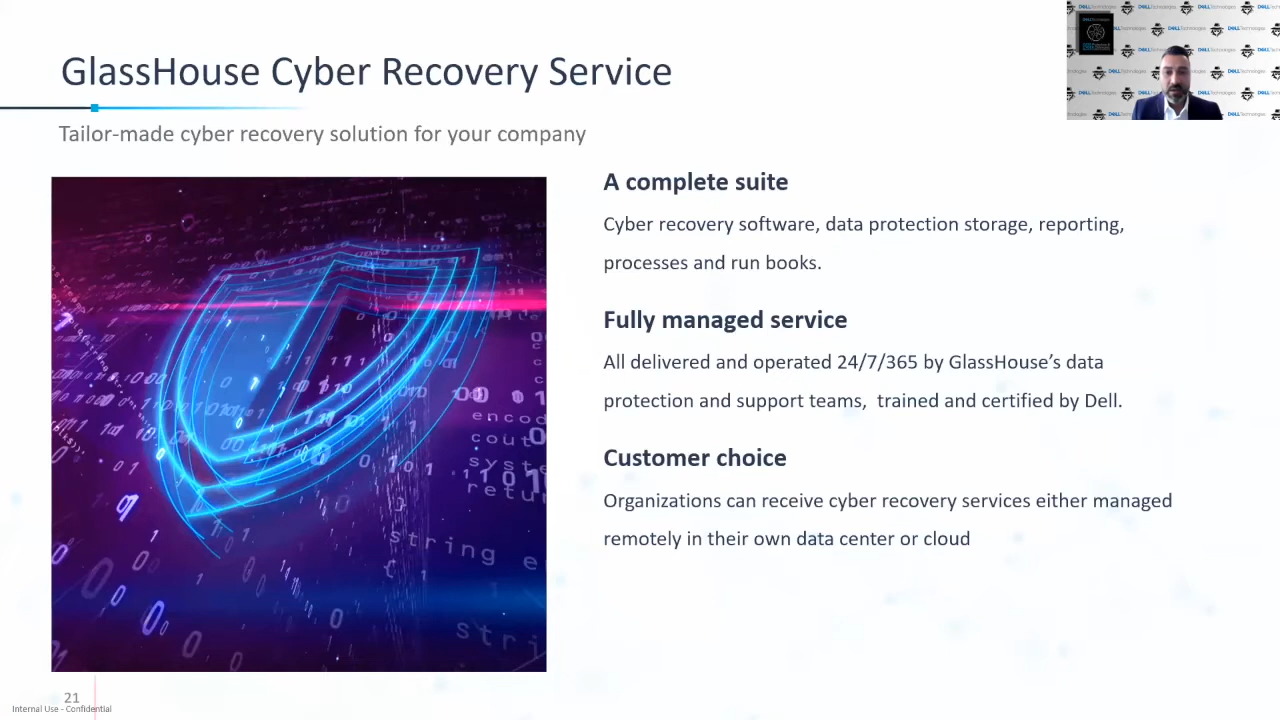 GlassHouse Cyber Recovery Service
Tailor-made cyber recovery solution for your company
A complete suite
Cyber recovery software, data protection storage, reporting,
processes and run books.
Fully managed service
All delivered and operated 24/7/365 by GlassHouse’s data
protection and support teams,  trained and certified by Dell.
Customer choice
Organizations can receive cyber recovery services either managed
remotely in their own data center or cloud
string e
{
stri
21
Internal Use - Confidential